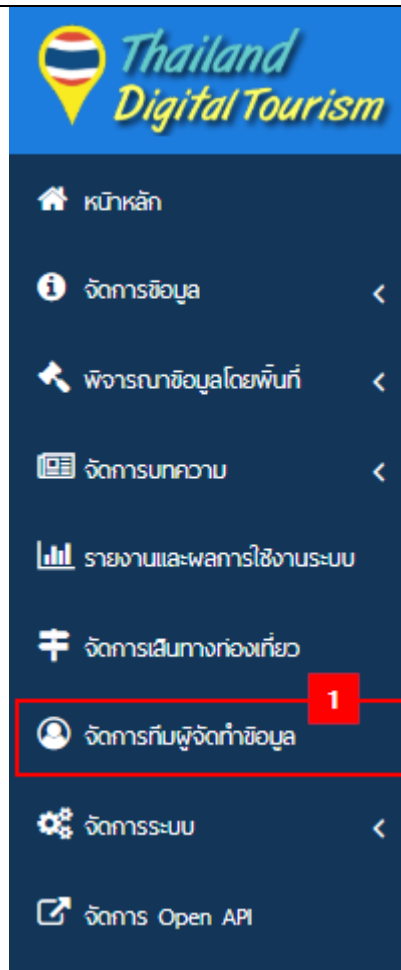 Thailand
Digital Tourism
หน้าหลัก
จัดการข้อมูล
พิจารณาข้อมูลโดยพื้นที่
จัดการบทความ
รายงานและผลการใช้งานระบบ
จัดการเส้นทางท่องเที่ยว
1
จัดการทีมผู้จัดทำข้อมูล
จัดการระบบ
จัดการ Open API